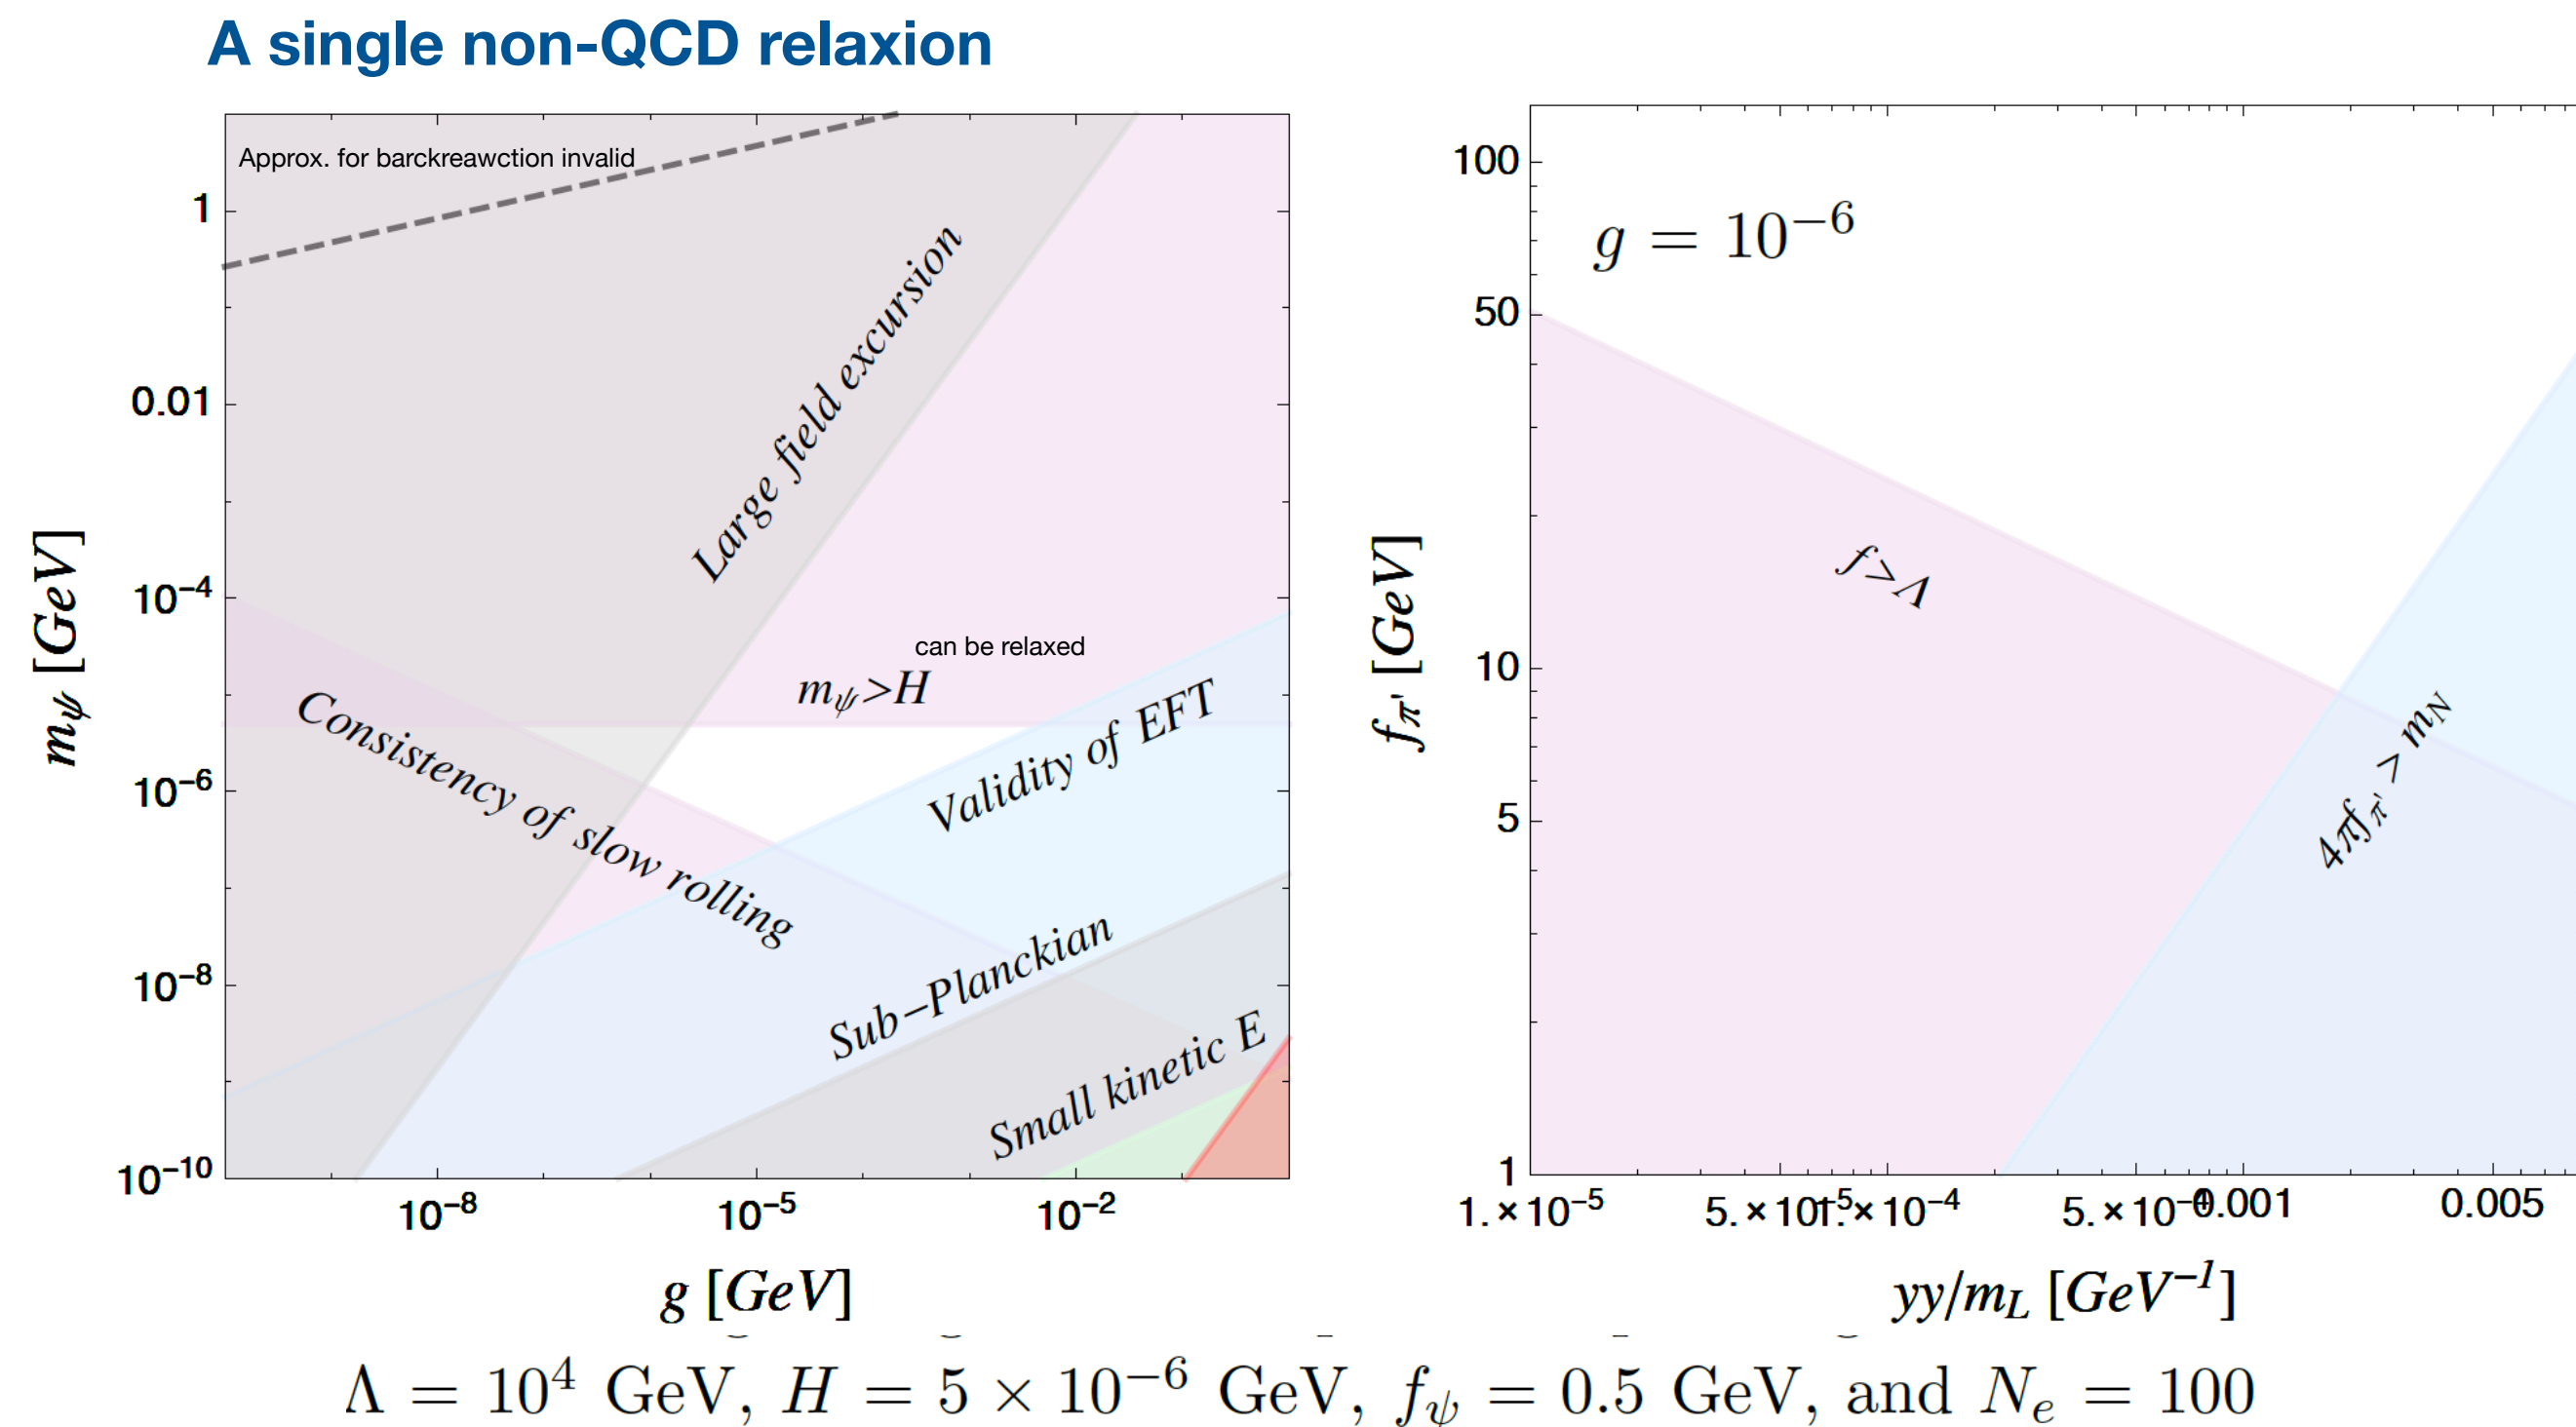 A single non-QCD relaxion
Approx. for barckreawction invalid
Large field excursion
can be relaxed
m_ψ>H
Consistency of slow rolling
Validity of EFT
Sub–Planckian
Small kinetic E
1
0.01
10⁻⁴
10⁻⁶
10⁻⁸
10⁻¹⁰
m_ψ [GeV]
10⁻⁸ 10⁻⁵ 10⁻²
g [GeV]
g = 10⁻⁶
f>Λ
4πf_π' > m_N
100
50
10
5
1
f_π' [GeV]
1.×10⁻⁵ 5.×10⁻⁵ 1.×10⁻⁴ 5.×10⁻⁴ 0.001 0.005
yy/m_L [GeV⁻¹]
Λ = 10⁴ GeV, H = 5 × 10⁻⁶ GeV, f_ψ = 0.5 GeV, and N_e = 100